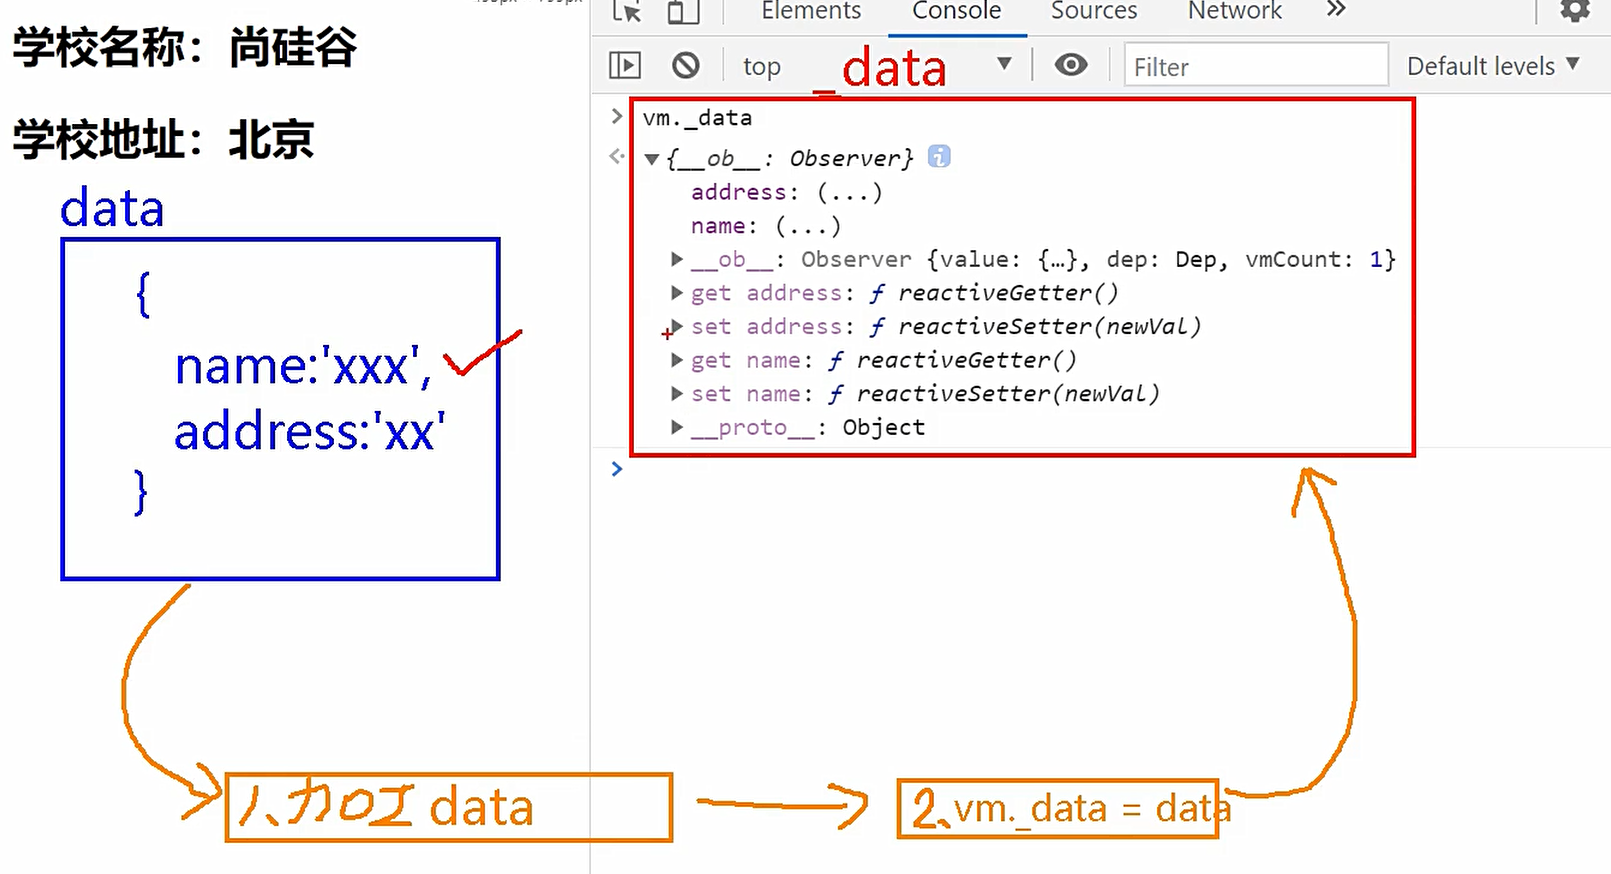 学校名称：尚硅谷
学校地址：北京
data
{
name:'xxx',
address:'xx'
}
Elements Console Sources Network
top _data Filter Default levels
vm._data
{__ob__: Observer}
address: (...)
name: (...)
__ob__: Observer {value: {…}, dep: Dep, vmCount: 1}
get address: ƒ reactiveGetter()
set address: ƒ reactiveSetter(newVal)
get name: ƒ reactiveGetter()
set name: ƒ reactiveSetter(newVal)
__proto__: Object
1、加工 data
2、vm._data = data